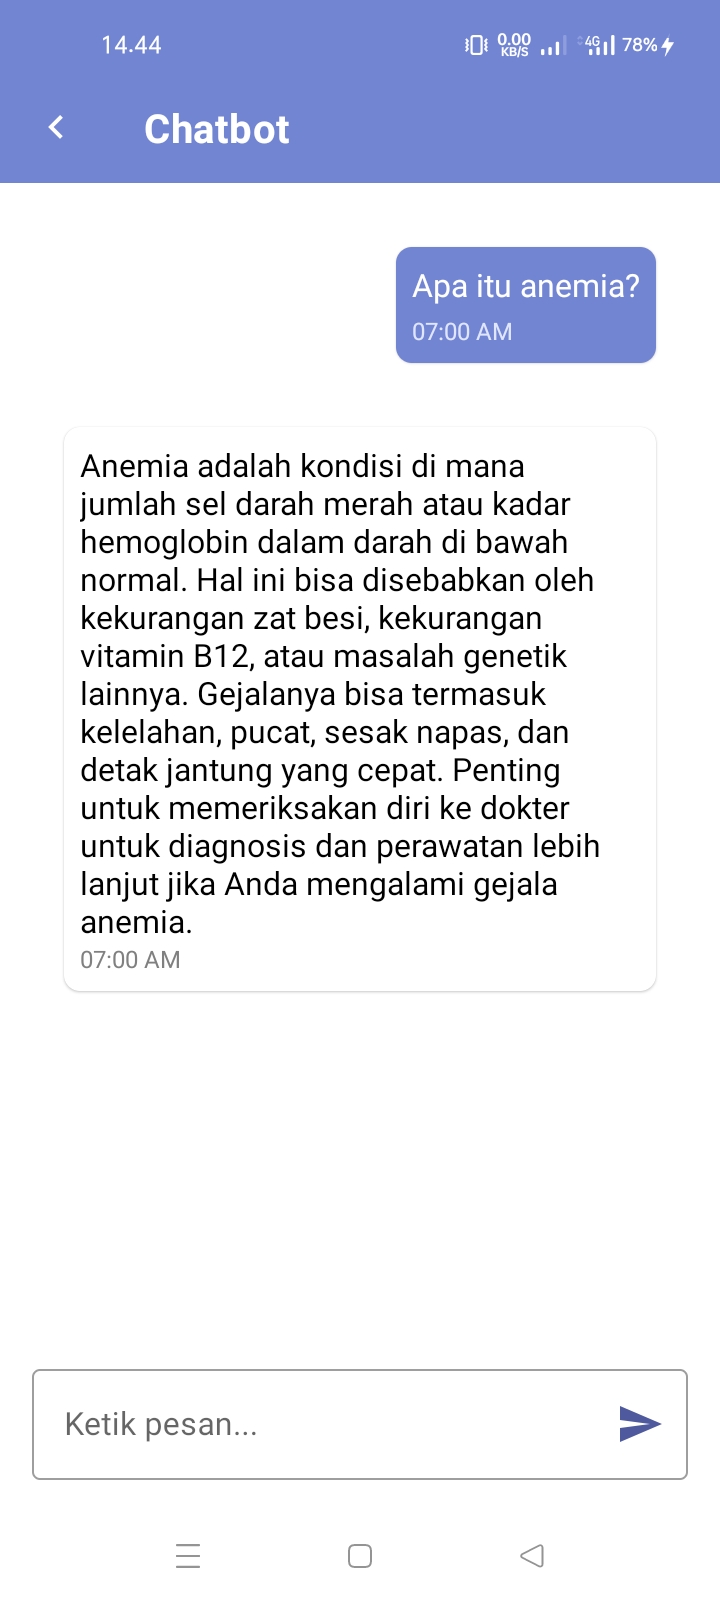 14.44
0.00
KB/S
4G
78%
Chatbot
Apa itu anemia?
07:00 AM
Anemia adalah kondisi di mana
jumlah sel darah merah atau kadar
hemoglobin dalam darah di bawah
normal. Hal ini bisa disebabkan oleh
kekurangan zat besi, kekurangan
vitamin B12, atau masalah genetik
lainnya. Gejalanya bisa termasuk
kelelahan, pucat, sesak napas, dan
detak jantung yang cepat. Penting
untuk memeriksakan diri ke dokter
untuk diagnosis dan perawatan lebih
lanjut jika Anda mengalami gejala
anemia.
07:00 AM
Ketik pesan...